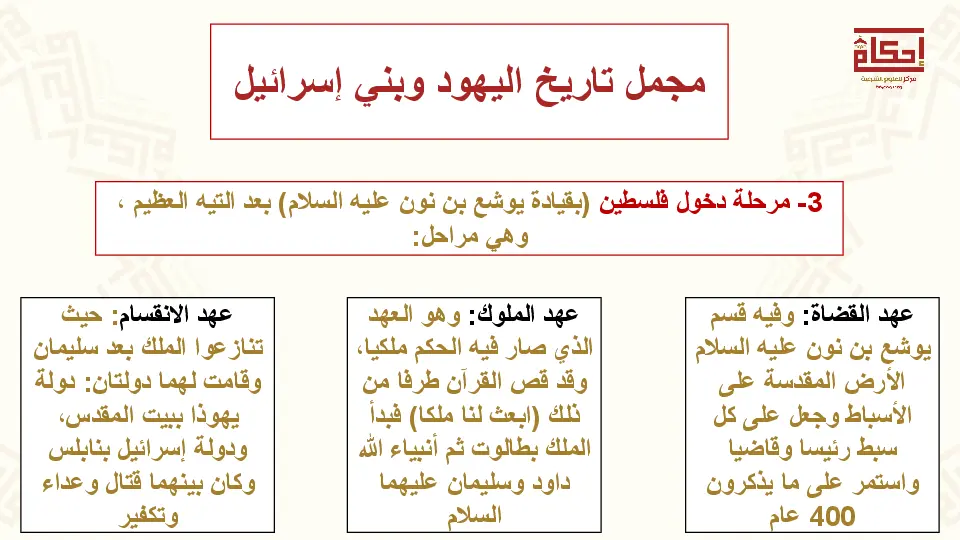 إحكام
مركز للعلوم الشرعية
مجمل تاريخ اليهود وبني إسرائيل
3- مرحلة دخول فلسطين (بقيادة يوشع بن نون عليه السلام) بعد التيه العظيم ،
وهي مراحل:
عهد القضاة: وفيه قسم
يوشع بن نون عليه السلام
الأرض المقدسة على
الأسباط وجعل على كل
سبط رئيسا وقاضيا
واستمر على ما يذكرون
400 عام
عهد الملوك: وهو العهد
الذي صار فيه الحكم ملكيا،
وقد قص القرآن طرفا من
ذلك (ابعث لنا ملكا) فبدأ
الملك بطالوت ثم أنبياء الله
داود وسليمان عليهما
السلام
عهد الانقسام: حيث
تنازعوا الملك بعد سليمان
وقامت لهما دولتان: دولة
يهوذا ببيت المقدس،
ودولة إسرائيل بنابلس
وكان بينهما قتال وعداء
وتكفير